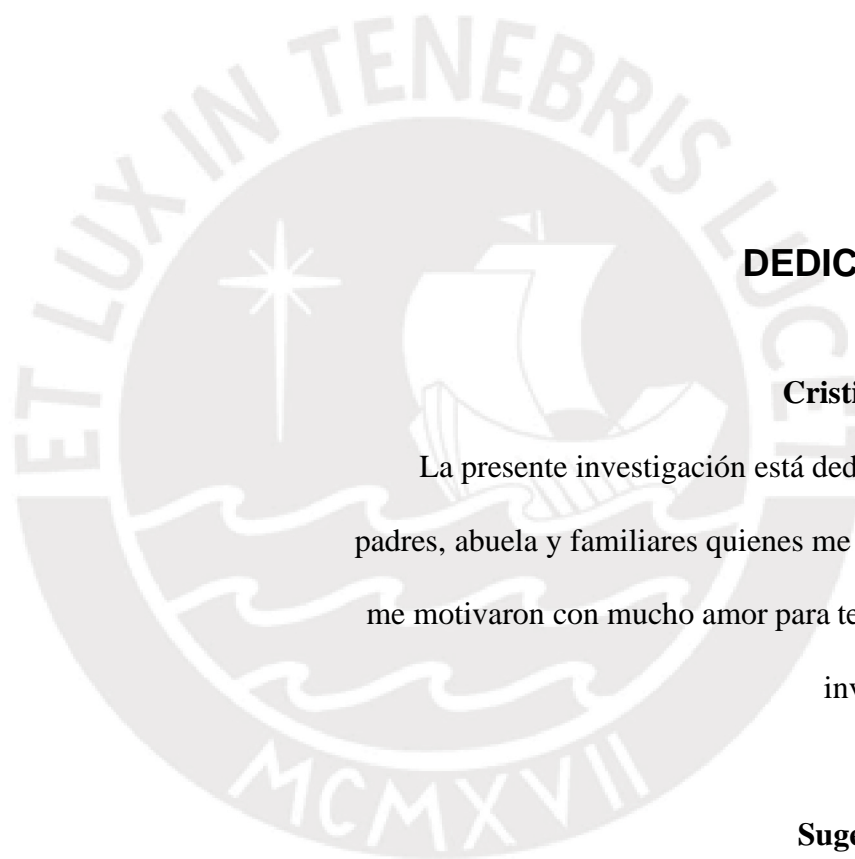 ET LUX IN TENEBRIS LUCET
DEDIC
Cristi
La presente investigación está ded
padres, abuela y familiares quienes me
me motivaron con mucho amor para te
inv
MCMXVII
Suge